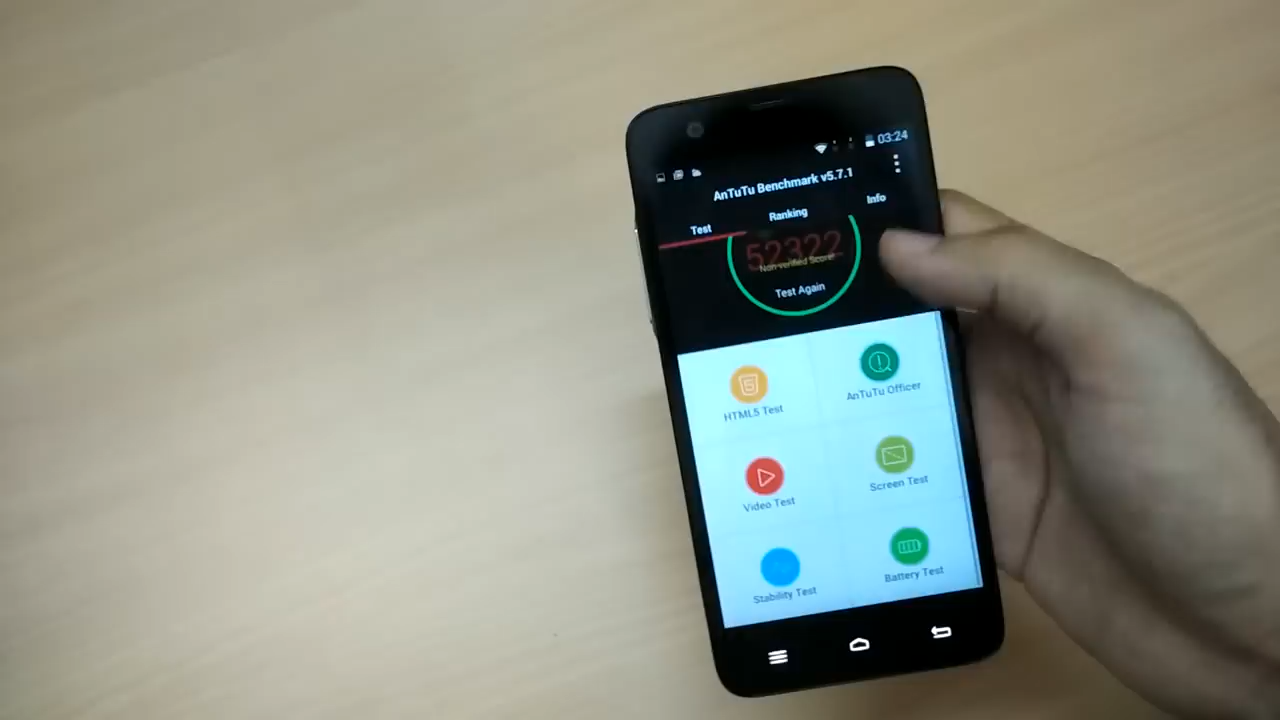 03:24
AnTuTu Benchmark v5.7.1
Test Ranking Info
52322
Non-verified Score!
Test Again
HTML5 Test
AnTuTu Officer
Video Test
Screen Test
Stability Test
Battery Test